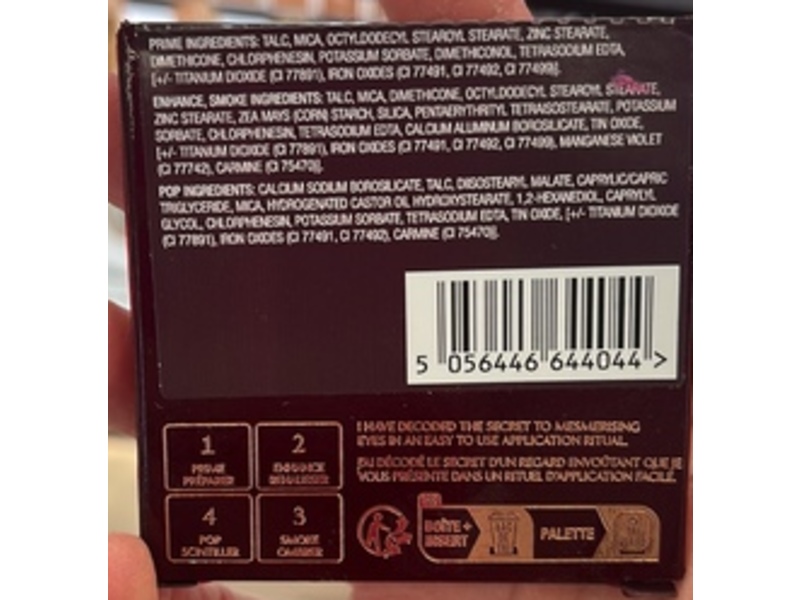 PRIME INGREDIENTS: TALC, MICA, OCTYLDODECYL STEAROYL STEARATE, ZINC STEARATE,
DIMETHICONE, CHLORPHENESIN, POTASSIUM SORBATE, DIMETHICONOL, TETRASODIUM EDTA,
[+/- TITANIUM DIOXIDE (CI 77891), IRON OXIDES (CI 77491, CI 77492, CI 77499)].
ENHANCE, SMOKE INGREDIENTS: TALC, MICA, DIMETHICONE, OCTYLDODECYL STEAROYL STEARATE,
ZINC STEARATE, ZEA MAYS (CORN) STARCH, SILICA, PENTAERYTHRITYL TETRAISOSTEARATE, POTASSIUM
SORBATE, CHLORPHENESIN, TETRASODIUM EDTA, CALCIUM ALUMINUM BOROSILICATE, TIN OXIDE,
[+/- TITANIUM DIOXIDE (CI 77891), IRON OXIDES (CI 77491, CI 77492, CI 77499), MANGANESE VIOLET
(CI 77742), CARMINE (CI 75470)].
POP INGREDIENTS: CALCIUM SODIUM BOROSILICATE, TALC, DIISOSTEARYL MALATE, CAPRYLIC/CAPRIC
TRIGLYCERIDE, MICA, HYDROGENATED CASTOR OIL HYDROXYSTEARATE, 1,2-HEXANEDIOL, CAPRYLYL
GLYCOL, CHLORPHENESIN, POTASSIUM SORBATE, TETRASODIUM EDTA, TIN OXIDE, [+/- TITANIUM DIOXIDE
(CI 77891), IRON OXIDES (CI 77491, CI 77492), CARMINE (CI 75470)].
5 056446 644044 >
1
PRIME
PRÉPARER
2
ENHANCE
4
POP
SCINTILLER
3
SMOKE
OMBRER
I HAVE DECODED THE SECRET TO MESMERISING
EYES IN AN EASY TO USE APPLICATION RITUAL.
J'AI DÉCODÉ LE SECRET D'UN REGARD ENVOÛTANT QUE JE
VOUS PRÉSENTE DANS UN RITUEL D'APPLICATION FACILE.
BOÎTE +
INSERT
PALETTE